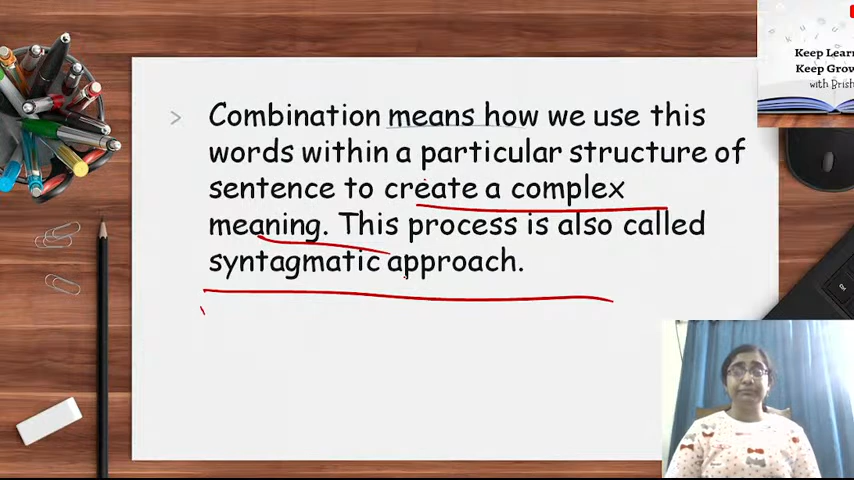 Combination means how we use this
words within a particular structure of
sentence to create a complex
meaning. This process is also called
syntagmatic approach.
Keep Lear
Keep Grow
with Brish